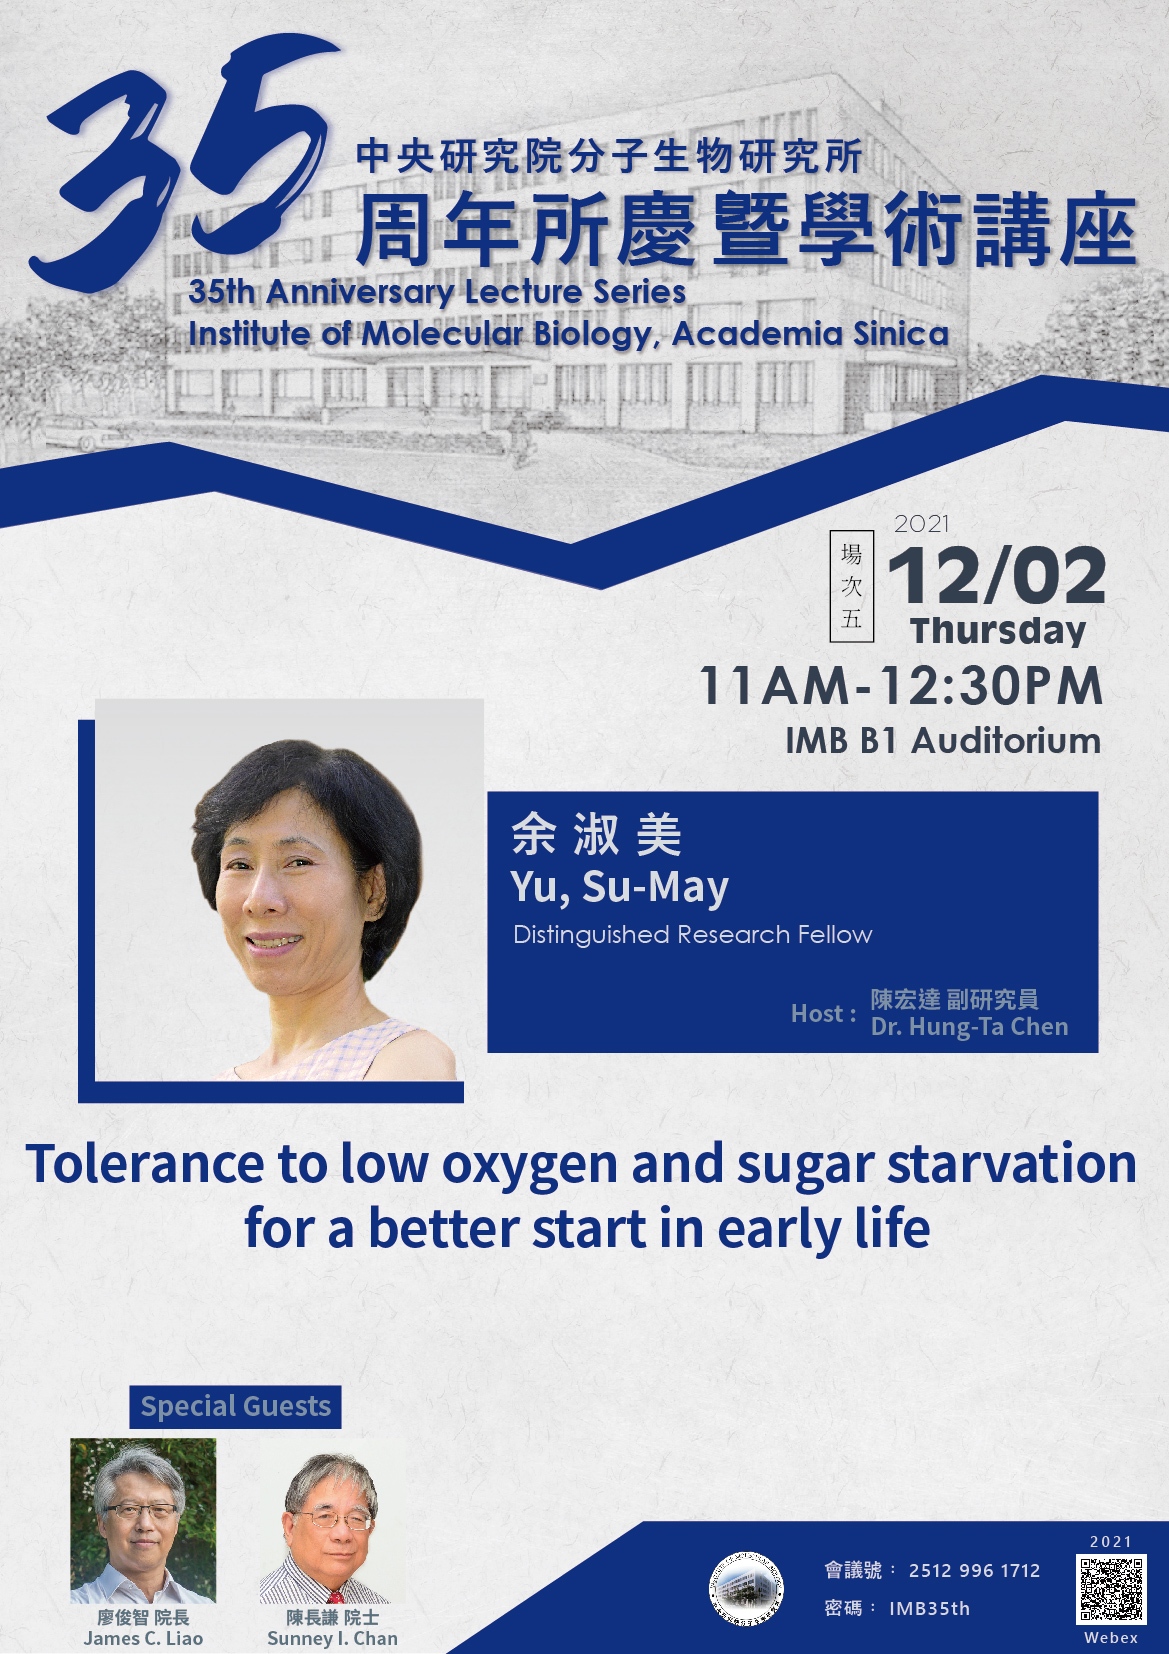 35
中央研究院分子生物研究所
周年所慶暨學術講座
35th Anniversary Lecture Series
Institute of Molecular Biology, Academia Sinica
2021
場次五
12/02
Thursday
11AM-12:30PM
IMB B1 Auditorium
余淑美
Yu, Su-May
Distinguished Research Fellow
Host :
陳宏達 副研究員
Dr. Hung-Ta Chen
Tolerance to low oxygen and sugar starvation
for a better start in early life
Special Guests
廖俊智 院長
James C. Liao
陳長謙 院士
Sunney I. Chan
會議號： 2512 996 1712
密碼： IMB35th
2021
Webex